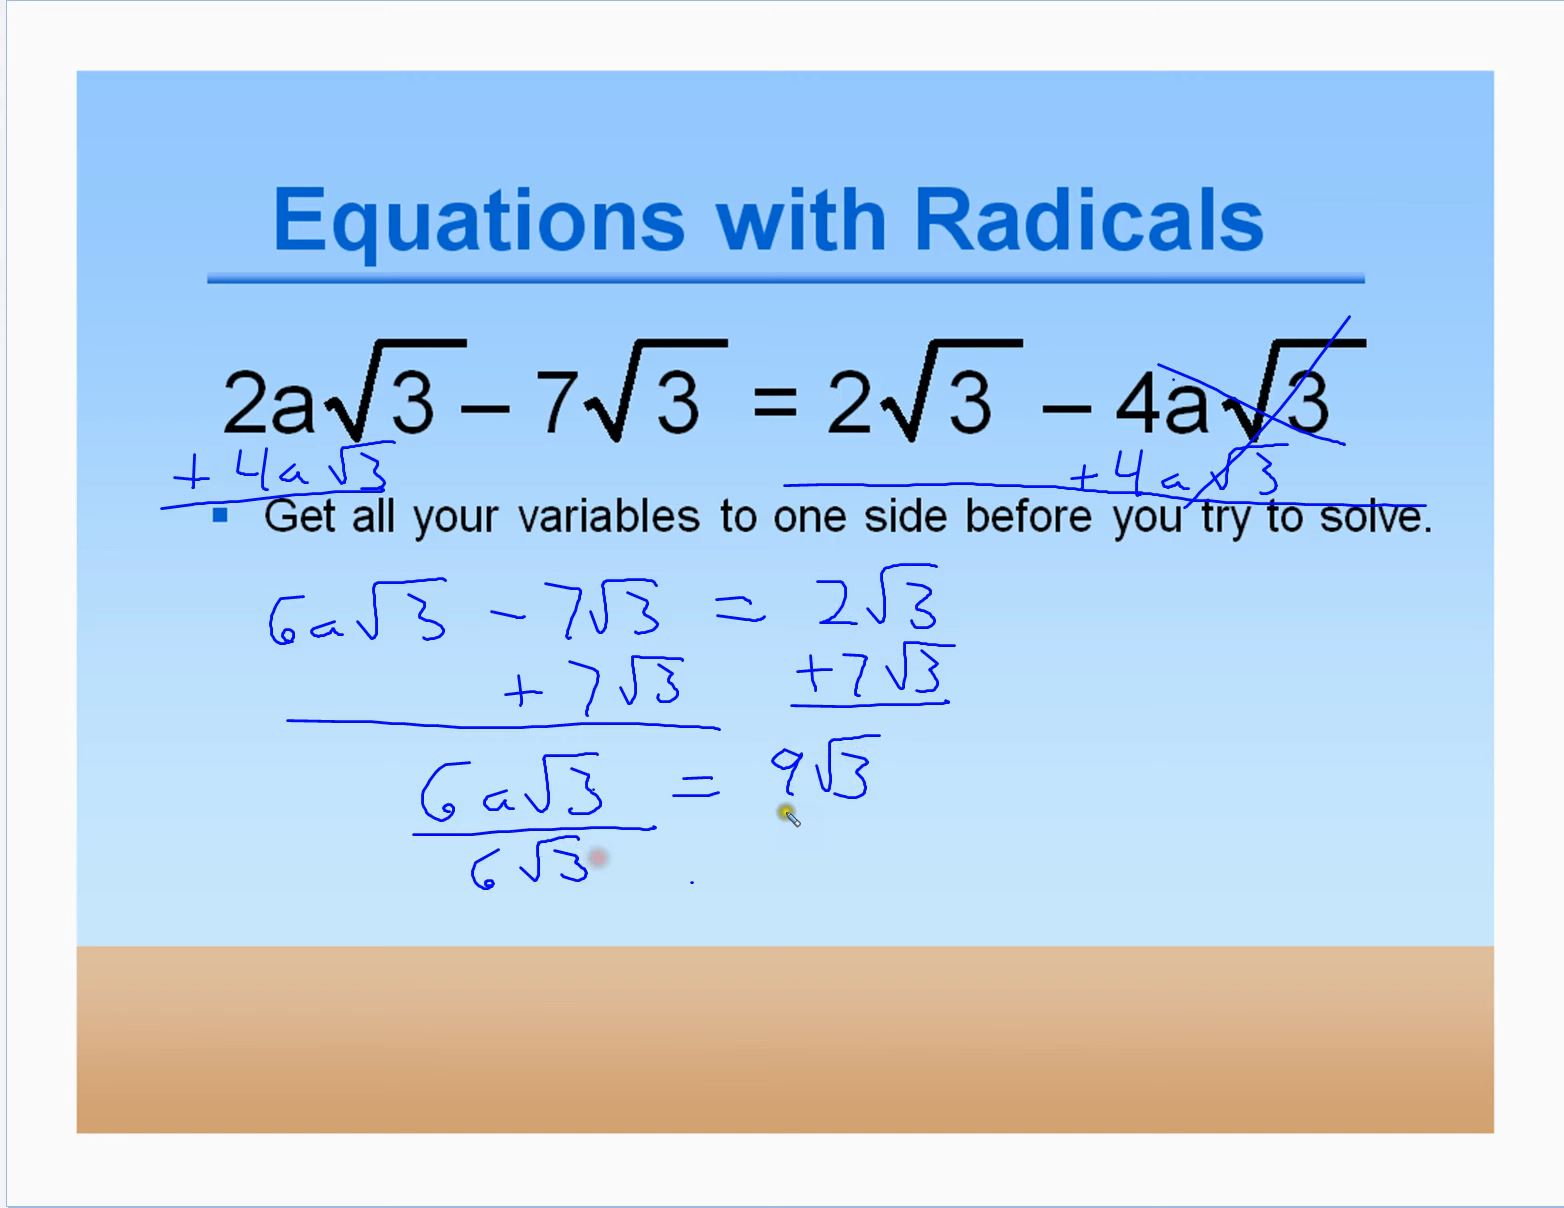 Equations with Radicals
2a√3 – 7√3 = 2√3 – 4a√3
+ 4a√3 + 4a√3
Get all your variables to one side before you try to solve.
6a√3 - 7√3 = 2√3
+ 7√3 +7√3
6a√3 = 9√3
6√3